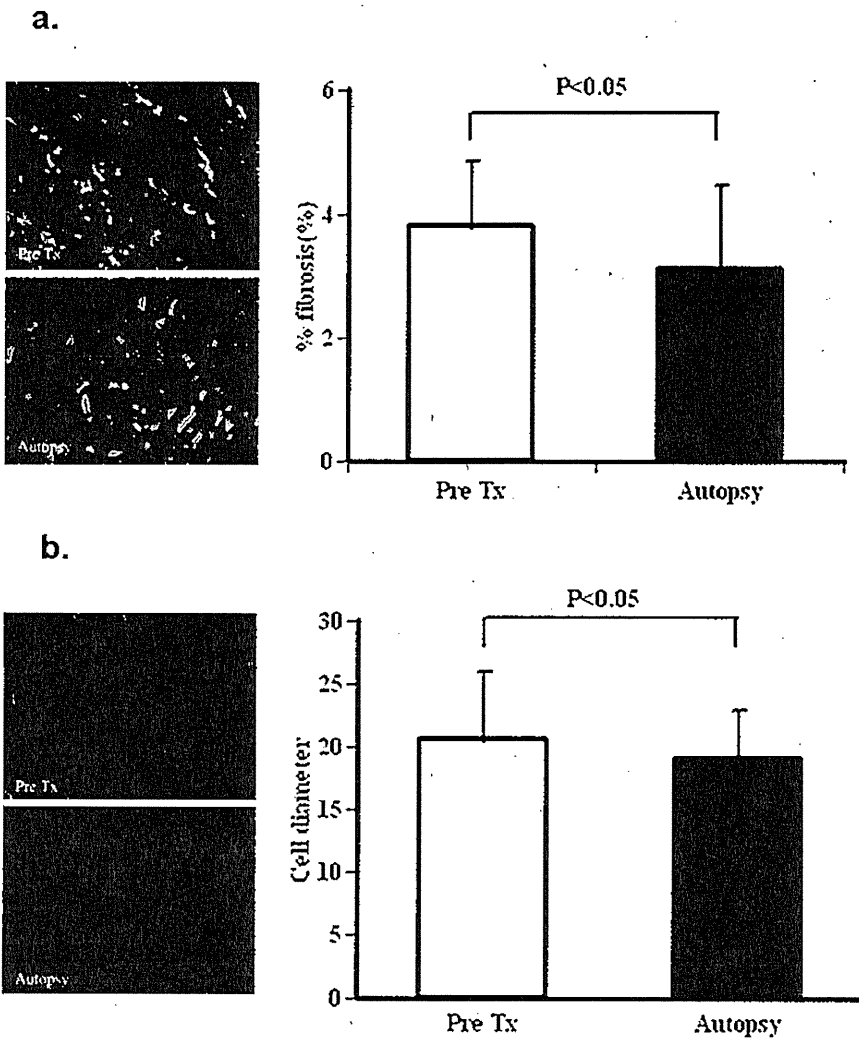 a.
Pre Tx
Autopsy
% fibrosis(%)
6
4
2
0
P<0.05
Pre Tx
Autopsy
b.
Pre Tx
Autopsy
Cell diameter
30
25
20
15
10
5
0
P<0.05
Pre Tx
Autopsy